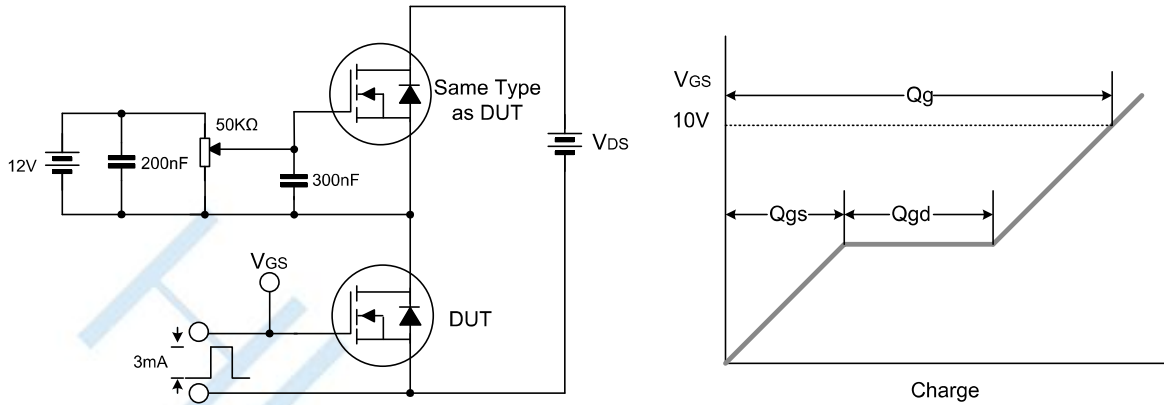 Same Type
as DUT
50KΩ
12V
200nF
300nF
VDS
VGS
DUT
3mA
VGS
10V
Qg
Qgs
Qgd
Charge